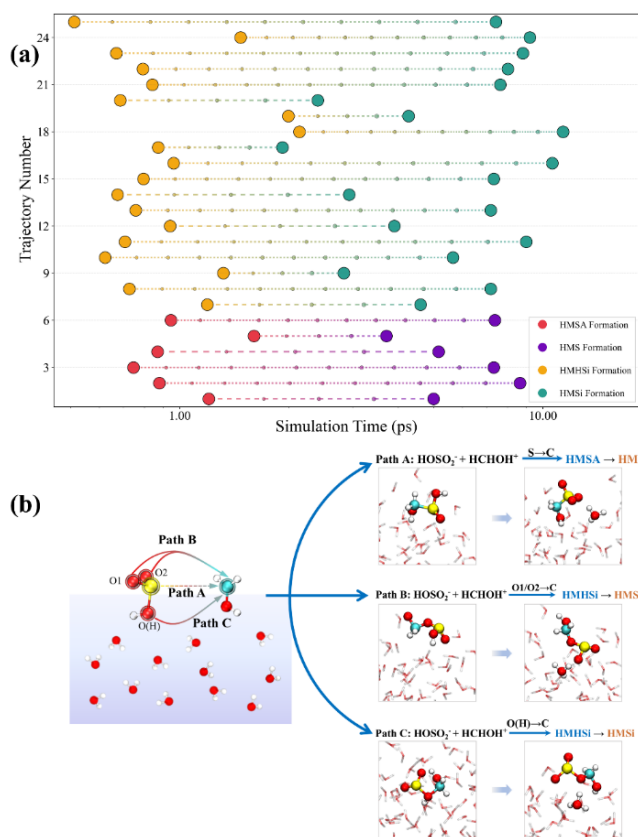 (a)
24
21
18
15
12
9
6
3
Trajectory Number
HMSA Formation
HMS Formation
HMHSi Formation
HMSi Formation
1.00
10.00
Simulation Time (ps)
(b)
Path A: HOSO₂⁻ + HCHOH⁺ S→C HMSA → HM
Path B
O1
O2
Path A
O(H)
Path C
Path B: HOSO₂⁻ + HCHOH⁺ O1/O2→C HMHSi → HMS
Path C: HOSO₂⁻ + HCHOH⁺ O(H)→C HMHSi → HMSi